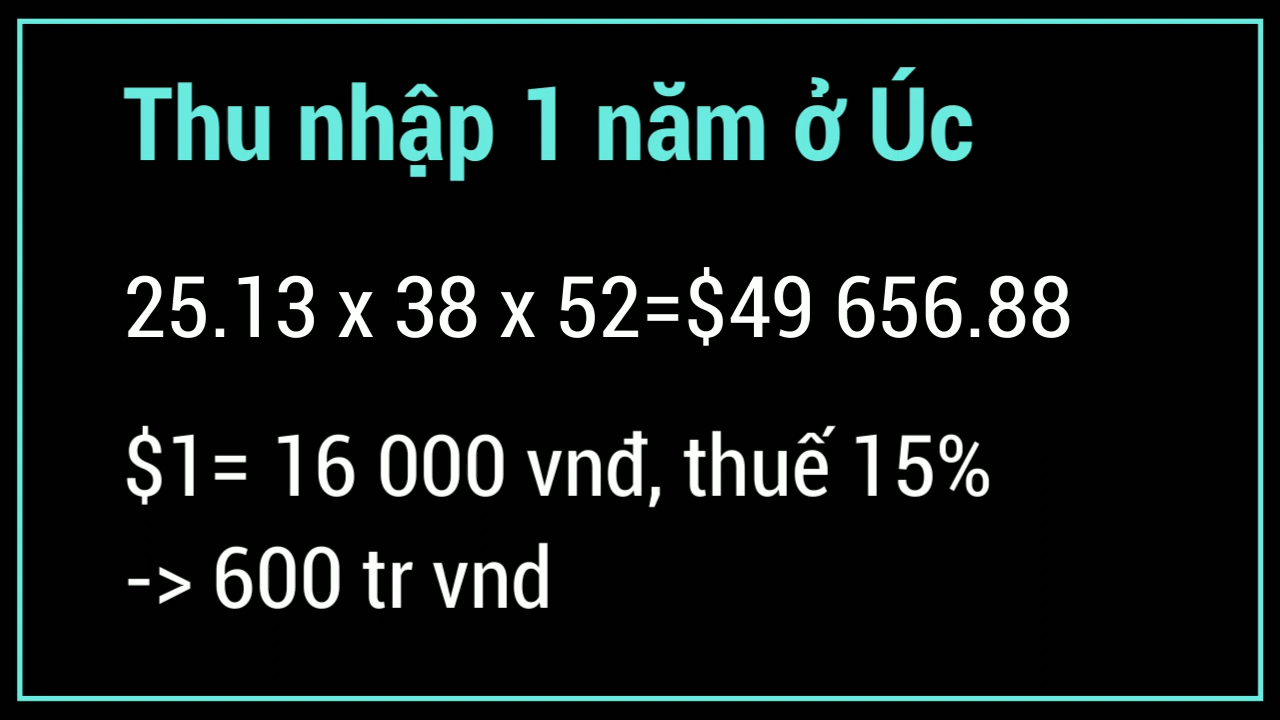 Thu nhập 1 năm ở Úc
25.13 x 38 x 52=$49 656.88
$1= 16 000 vnđ, thuế 15%
-> 600 tr vnd